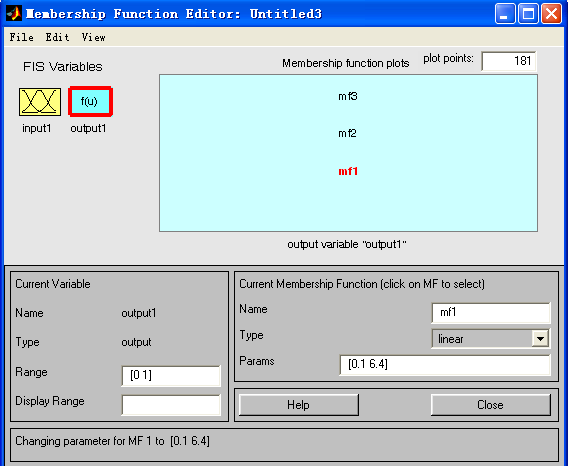 Membership Function Editor: Untitled3
File Edit View
FIS Variables
Membership function plots
plot points:
181
f(u)
input1
output1
mf3
mf2
mf1
output variable "output1"
Current Variable
Name
output1
Type
output
Range
[0 1]
Display Range
Current Membership Function (click on MF to select)
Name
mf1
Type
linear
Params
[0.1 6.4]
Help
Close
Changing parameter for MF 1 to [0.1 6.4]